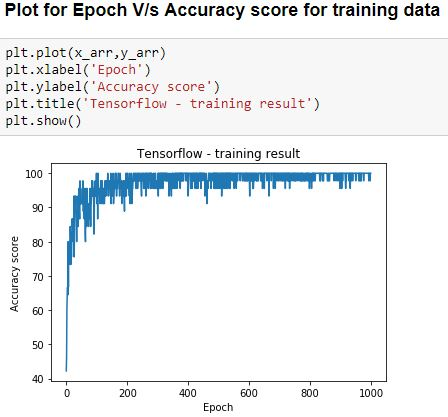 Plot for Epoch V/s Accuracy score for training data
plt.plot(x_arr,y_arr)
plt.xlabel('Epoch')
plt.ylabel('Accuracy score')
plt.title('Tensorflow - training result')
plt.show()
Tensorflow - training result
100
90
80
70
60
50
40
Accuracy score
0 200 400 600 800 1000
Epoch